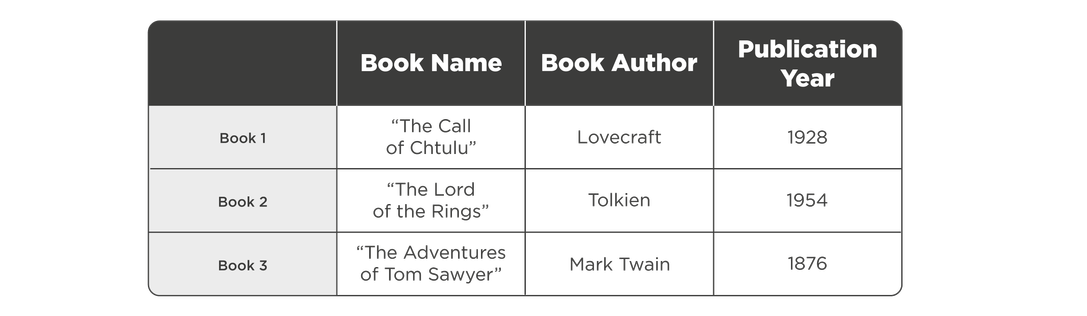 Book Name Book Author Publication
Year
Book 1 “The Call
of Chtulu” Lovecraft 1928
Book 2 “The Lord
of the Rings” Tolkien 1954
Book 3 “The Adventures
of Tom Sawyer” Mark Twain 1876